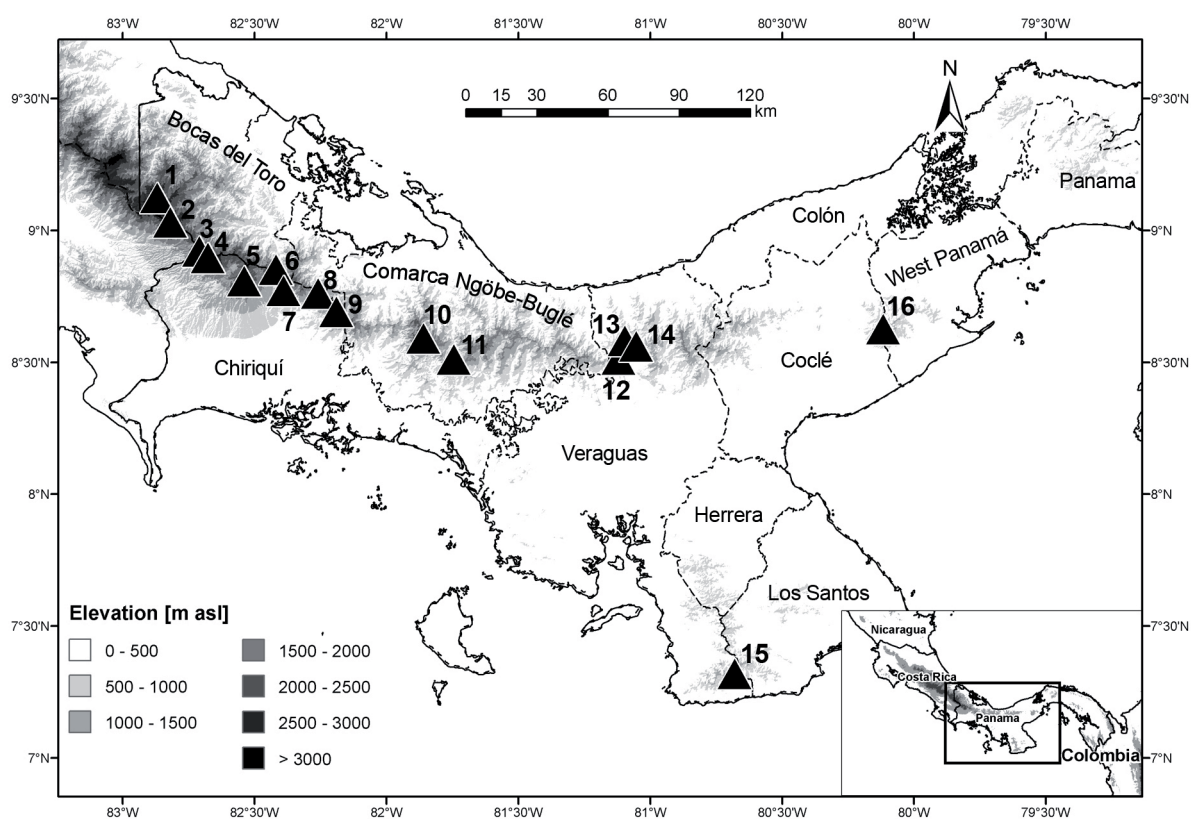 83°W 82°30'W 82°W 81°30'W 81°W 80°30'W 80°W 79°30'W
9°30'N
9°N
8°30'N
8°N
7°30'N
7°N
9°30'N
9°N
8°30'N
8°N
7°30'N
7°N
0 15 30 60 90 120
km
N
Bocas del Toro
Panama
Colón
West Panamá
Comarca Ngöbe-Buglé
Chiriquí
Coclé
Veraguas
Herrera
Los Santos
1
2
3
4
5
6
7
8
9
10
11
12
13
14
15
16
Elevation [m asl]
0 - 500
500 - 1000
1000 - 1500
1500 - 2000
2000 - 2500
2500 - 3000
> 3000
Nicaragua
Costa Rica
Panama
Colombia
83°W 82°30'W 82°W 81°30'W 81°W 80°30'W 80°W 79°30'W